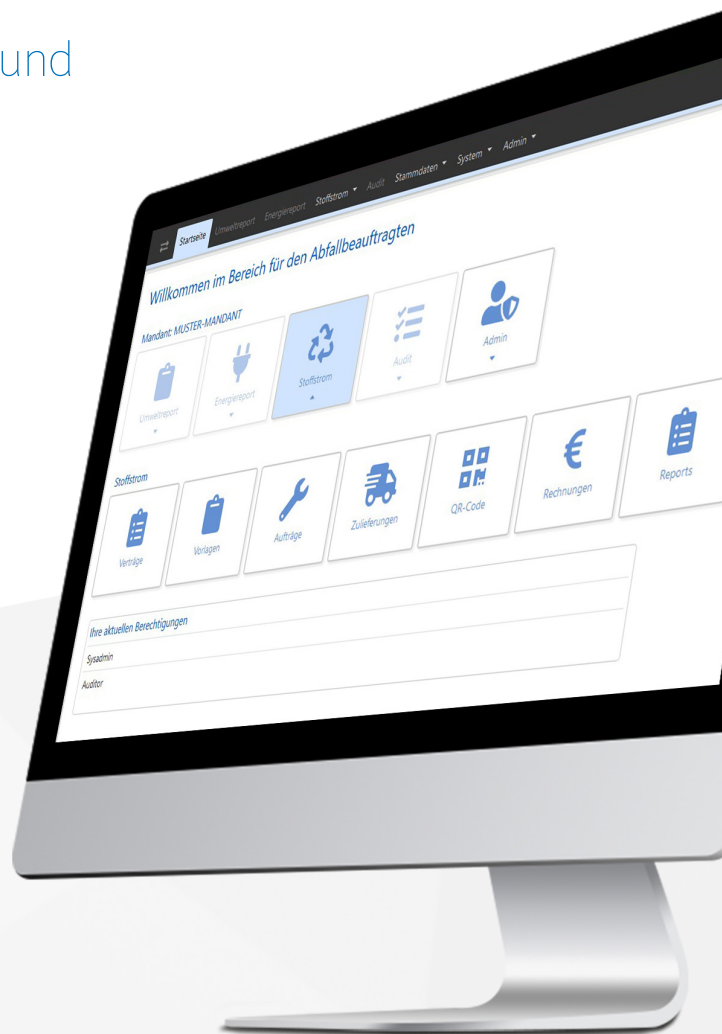 und
Startseite Umweltreport Energiereport Stoffstrom Audit Stammdaten System Admin
Willkommen im Bereich für den Abfallbeauftragten
Mandant: MUSTER-MANDANT
Umweltreport Energiereport Stoffstrom Audit Admin
Stoffstrom
Verträge Vorlagen Aufträge Zulieferungen QR-Code Rechnungen Reports
Ihre aktuellen Berechtigungen
Sysadmin
Auditor